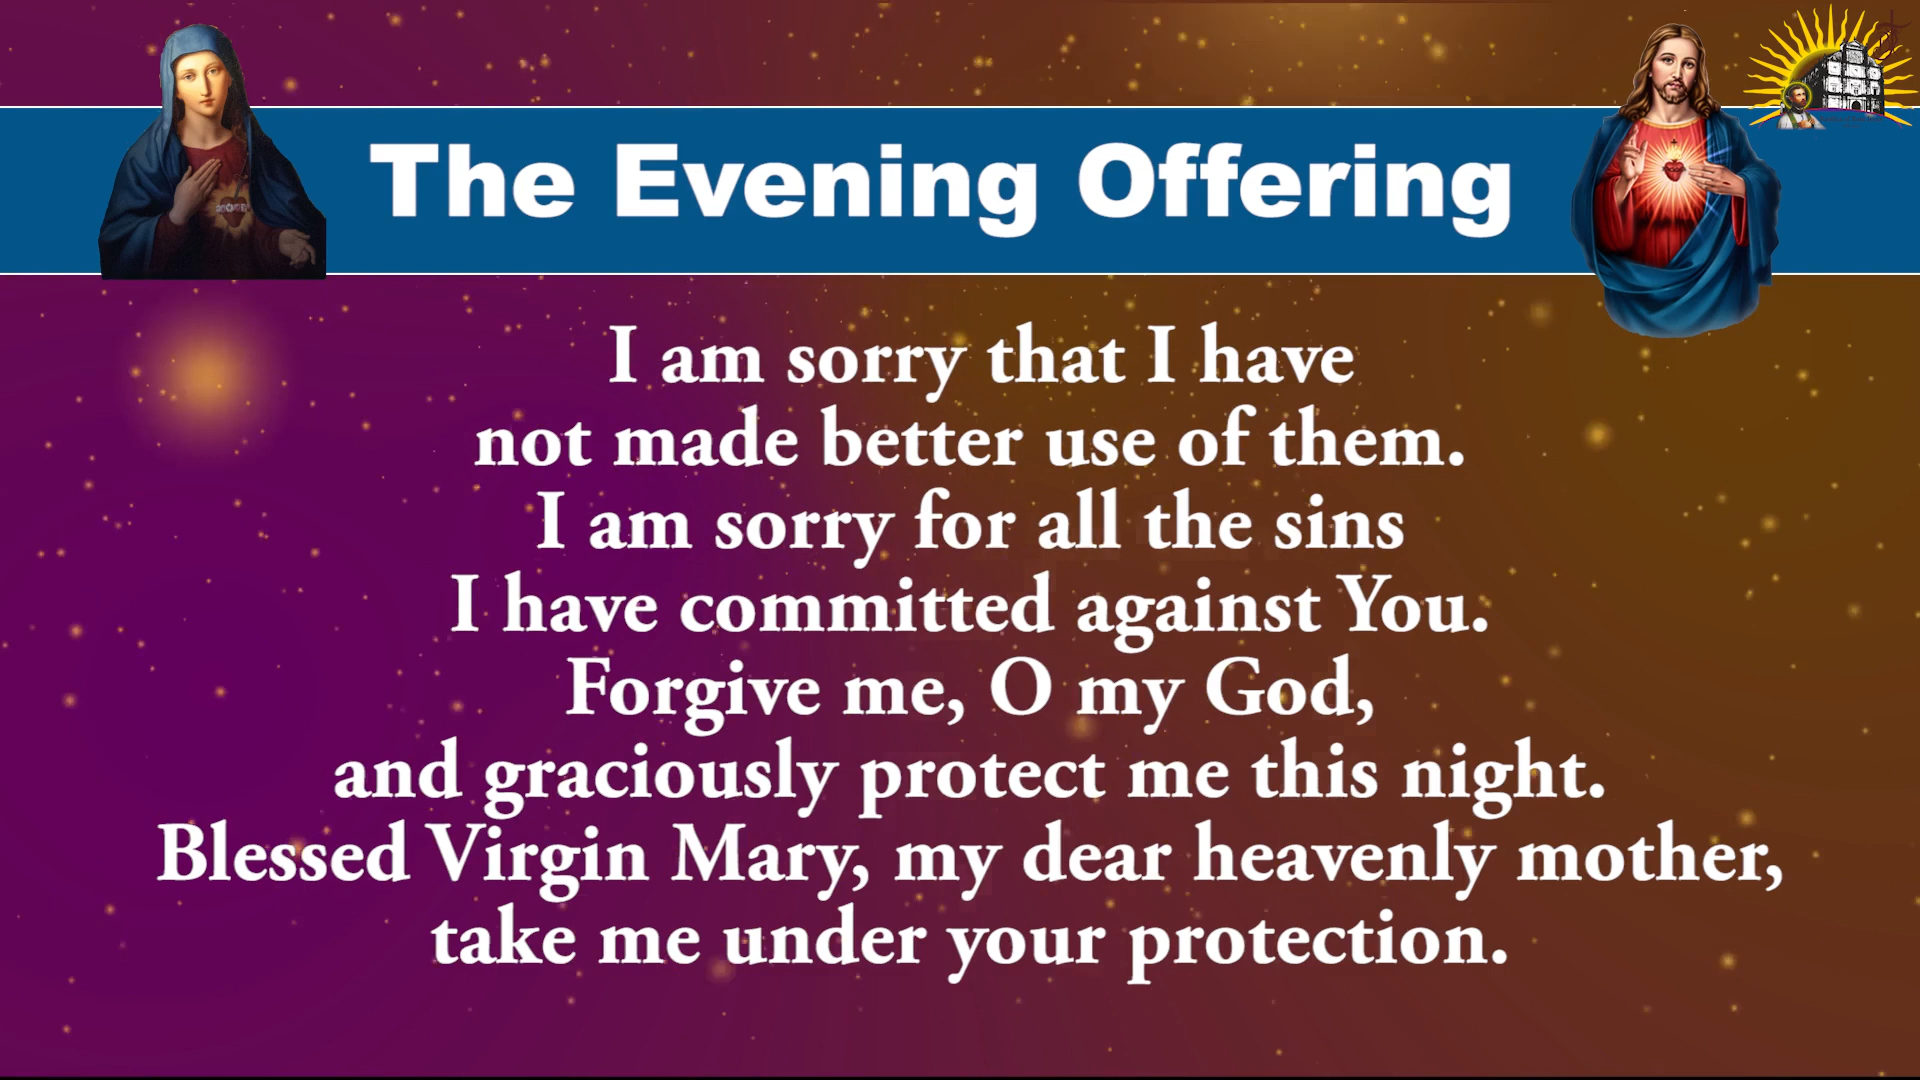 The Evening Offering
I am sorry that I have
not made better use of them.
I am sorry for all the sins
I have committed against You.
Forgive me, O my God,
and graciously protect me this night.
Blessed Virgin Mary, my dear heavenly mother,
take me under your protection.